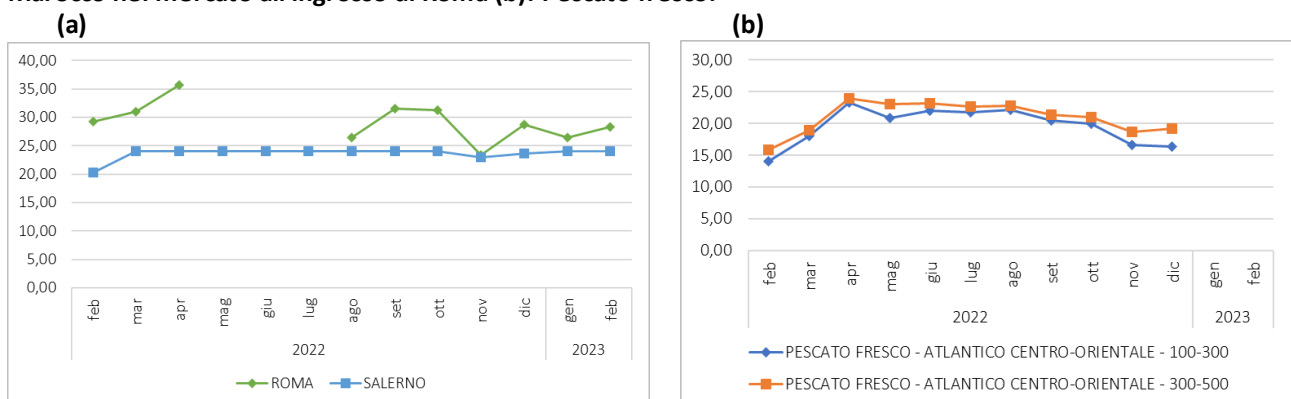 (a)
(b)
40,00
35,00
30,00
25,00
20,00
15,00
10,00
5,00
0,00
feb mar apr mag giu lug ago set ott nov dic gen feb
2022 2023
ROMA SALERNO
30,00
25,00
20,00
15,00
10,00
5,00
0,00
feb mar apr mag giu lug ago set ott nov dic gen feb
2022 2023
PESCATO FRESCO - ATLANTICO CENTRO-ORIENTALE - 100-300
PESCATO FRESCO - ATLANTICO CENTRO-ORIENTALE - 300-500